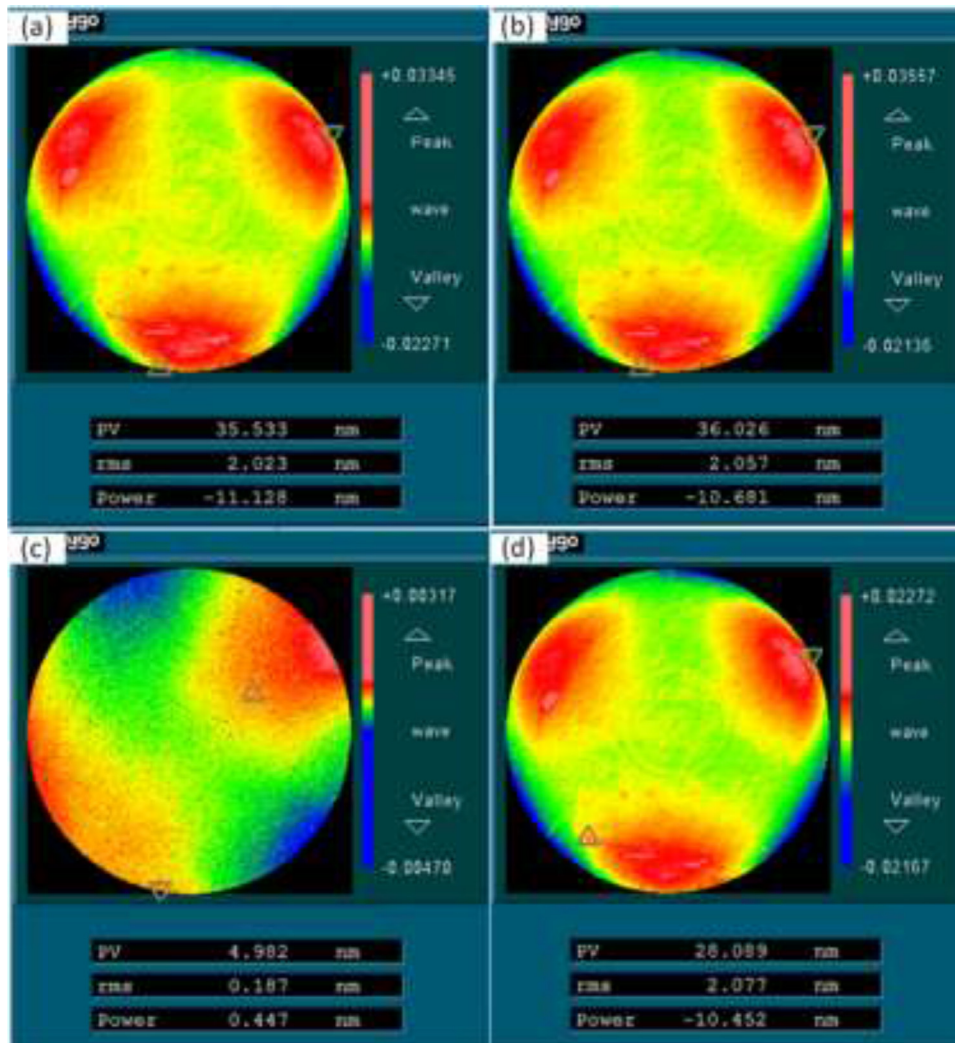 (a) ygo
+0.03345
Peak
wave
Valley
-0.02271
PV 35.533 nm
rms 2.023 nm
Power -11.128 nm
(b) ygo
+0.03557
Peak
wave
Valley
-0.02136
PV 36.026 nm
rms 2.057 nm
Power -10.681 nm
(c) ygo
+0.00317
Peak
wave
Valley
-0.00470
PV 4.982 nm
rms 0.187 nm
Power 0.447 nm
(d) ygo
+0.02272
Peak
wave
Valley
-0.02167
PV 28.089 nm
rms 2.077 nm
Power -10.452 nm